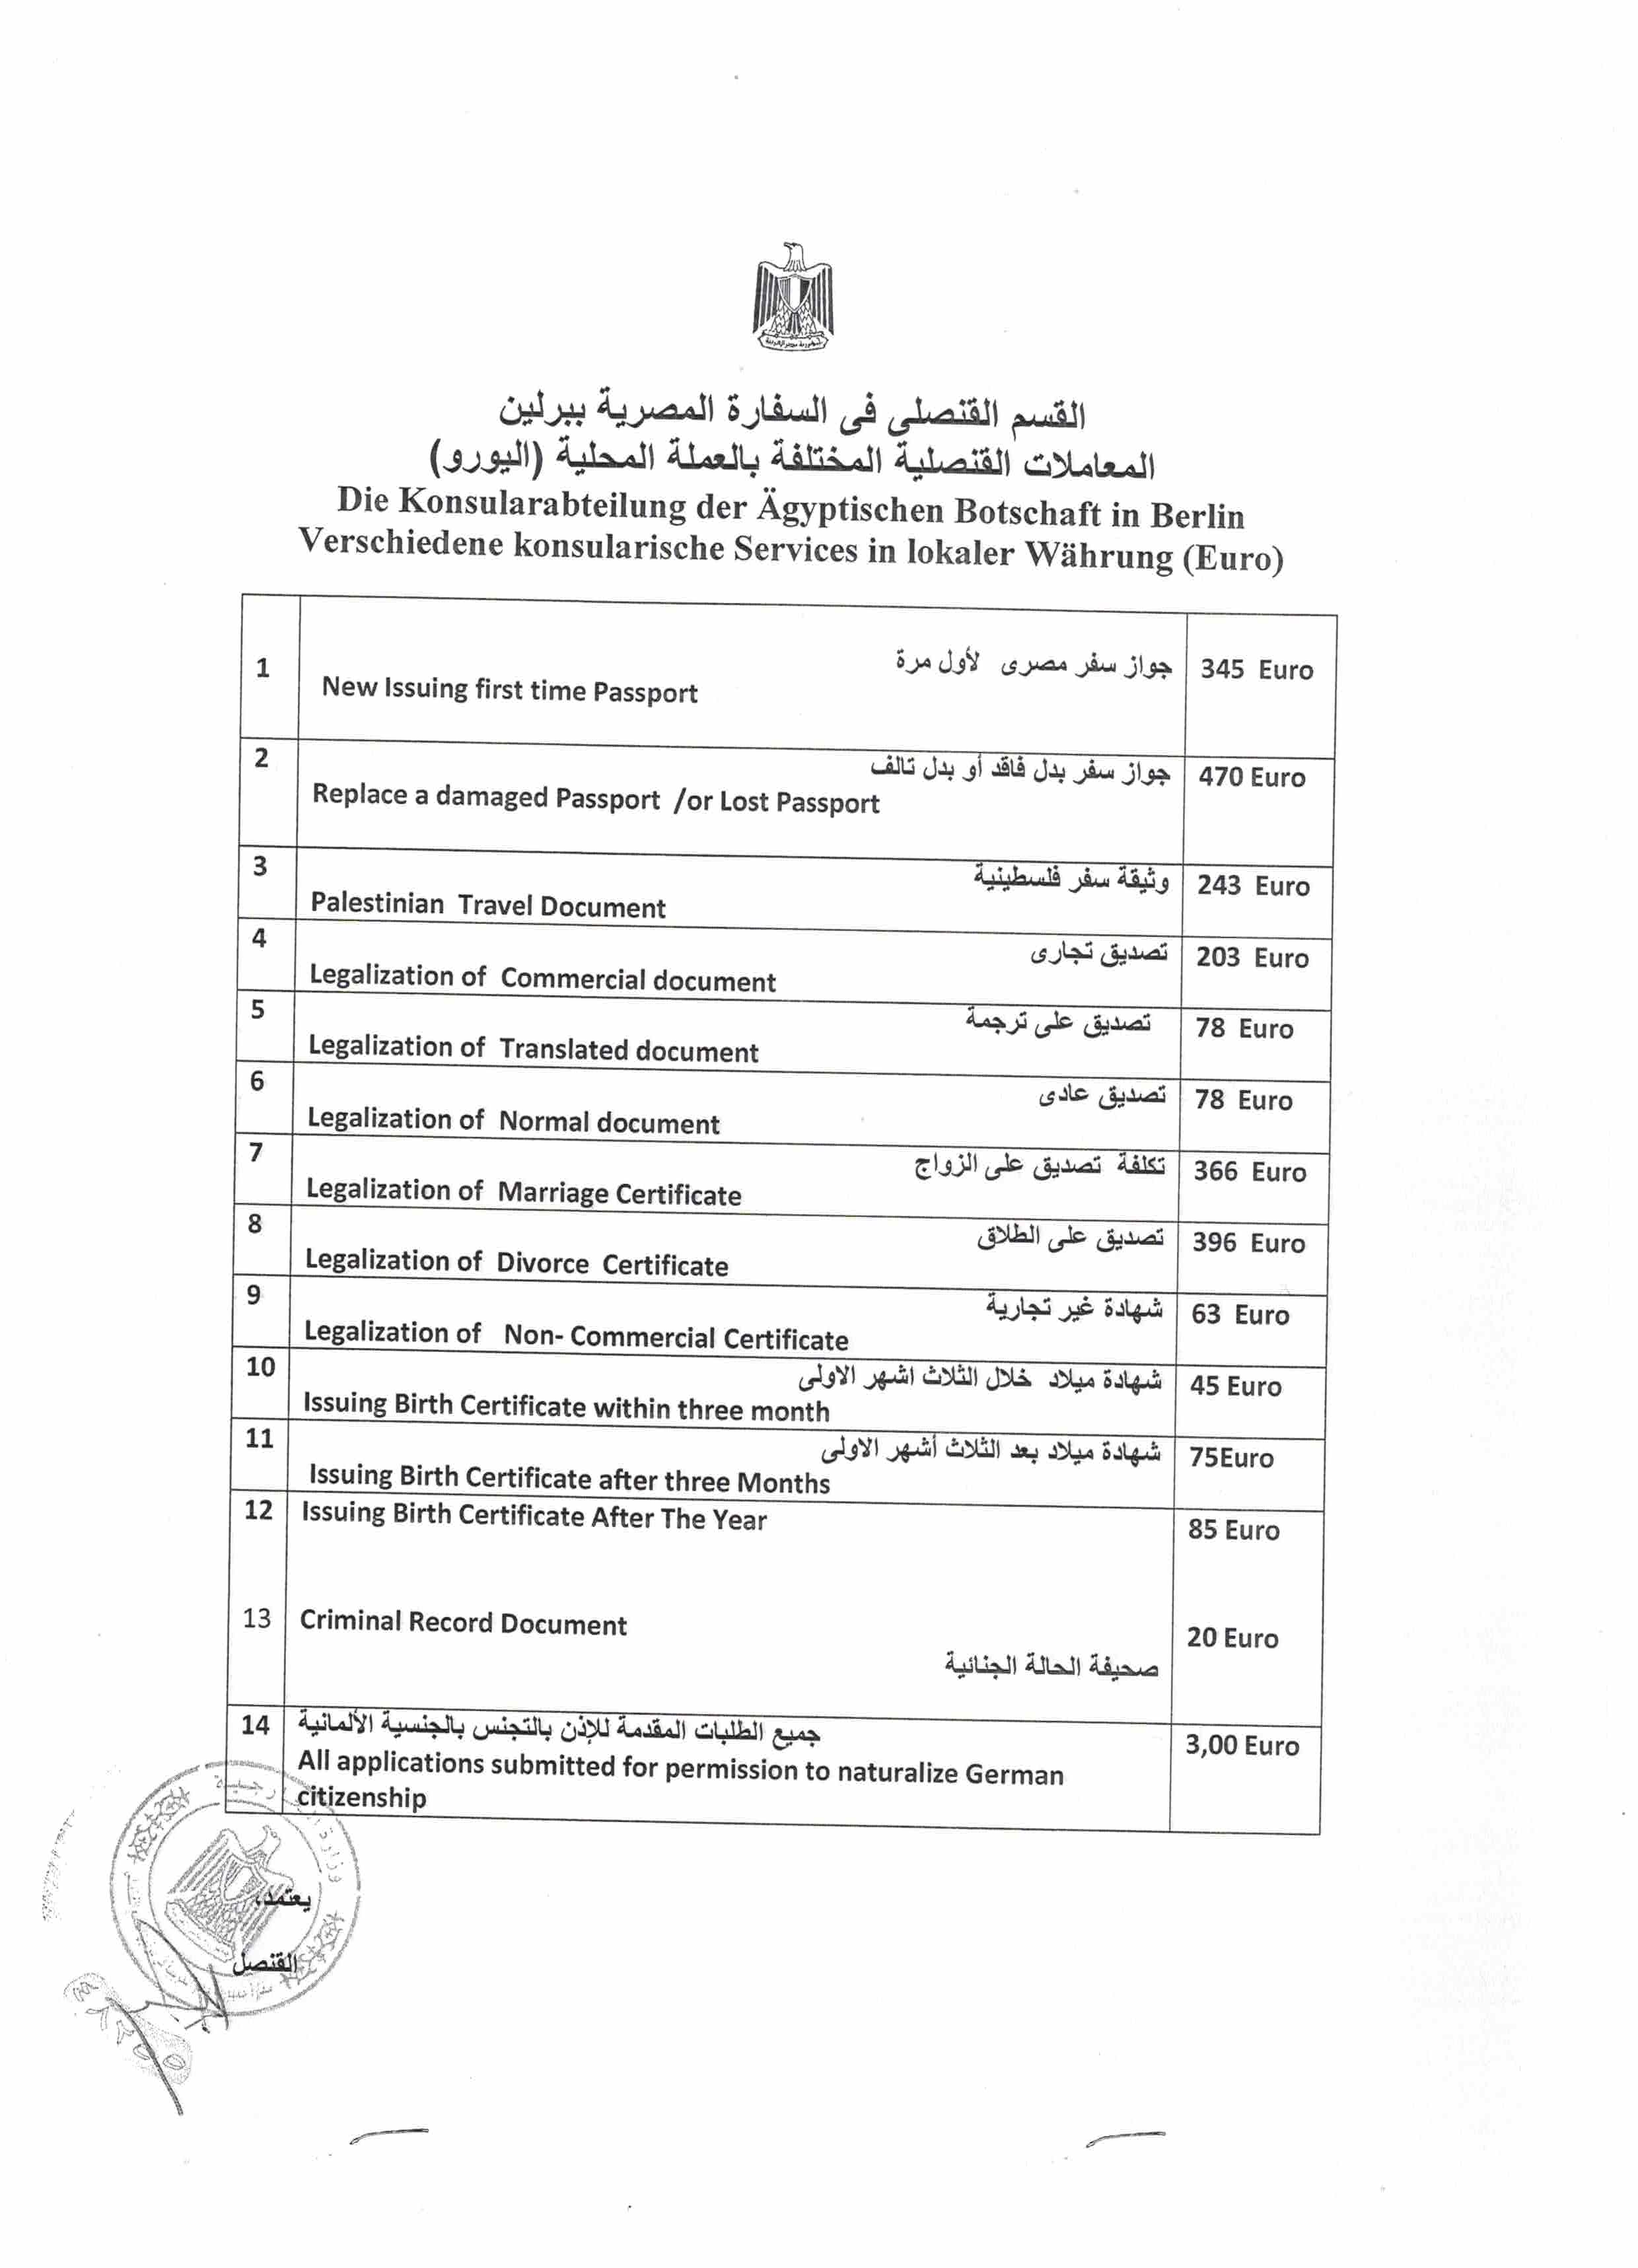 القسم القنصلى فى السفارة المصرية ببرلين
المعاملات القنصلية المختلفة بالعملة المحلية (اليورو)
Die Konsularabteilung der Ägyptischen Botschaft in Berlin
Verschiedene konsularische Services in lokaler Währung (Euro)
1
جواز سفر مصرى لأول مرة
345 Euro
New Issuing first time Passport
2
جواز سفر بدل فاقد أو بدل تالف
470 Euro
Replace a damaged Passport /or Lost Passport
3
وثيقة سفر فلسطينية
243 Euro
Palestinian Travel Document
4
تصديق تجارى
203 Euro
Legalization of Commercial document
5
تصديق على ترجمة
78 Euro
Legalization of Translated document
6
تصديق عادى
78 Euro
Legalization of Normal document
7
تكلفة تصديق على الزواج
366 Euro
Legalization of Marriage Certificate
8
تصديق على الطلاق
396 Euro
Legalization of Divorce Certificate
9
شهادة غير تجارية
63 Euro
Legalization of Non- Commercial Certificate
10
شهادة ميلاد خلال الثلاث اشهر الاولى
45 Euro
Issuing Birth Certificate within three month
11
شهادة ميلاد بعد الثلاث أشهر الاولى
75Euro
Issuing Birth Certificate after three Months
12
Issuing Birth Certificate After The Year
85 Euro
13
Criminal Record Document
20 Euro
صحيفة الحالة الجنائية
14
جميع الطلبات المقدمة للإذن بالتجنس بالجنسية الألمانية
3,00 Euro
All applications submitted for permission to naturalize German
citizenship
يعتمد،
القنصل